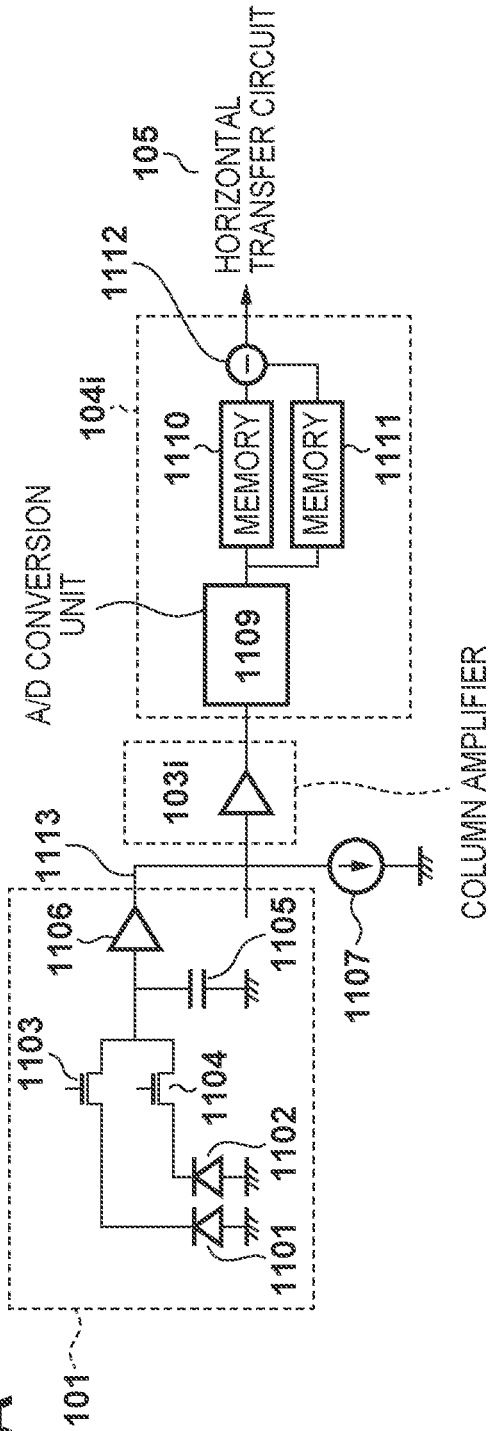 A
101
1101
1102
1103
1104
1105
1106
1113
1107
103i
COLUMN AMPLIFIER
A/D CONVERSION
UNIT
1109
104i
MEMORY
1110
MEMORY
1111
1112
105
HORIZONTAL
TRANSFER CIRCUIT